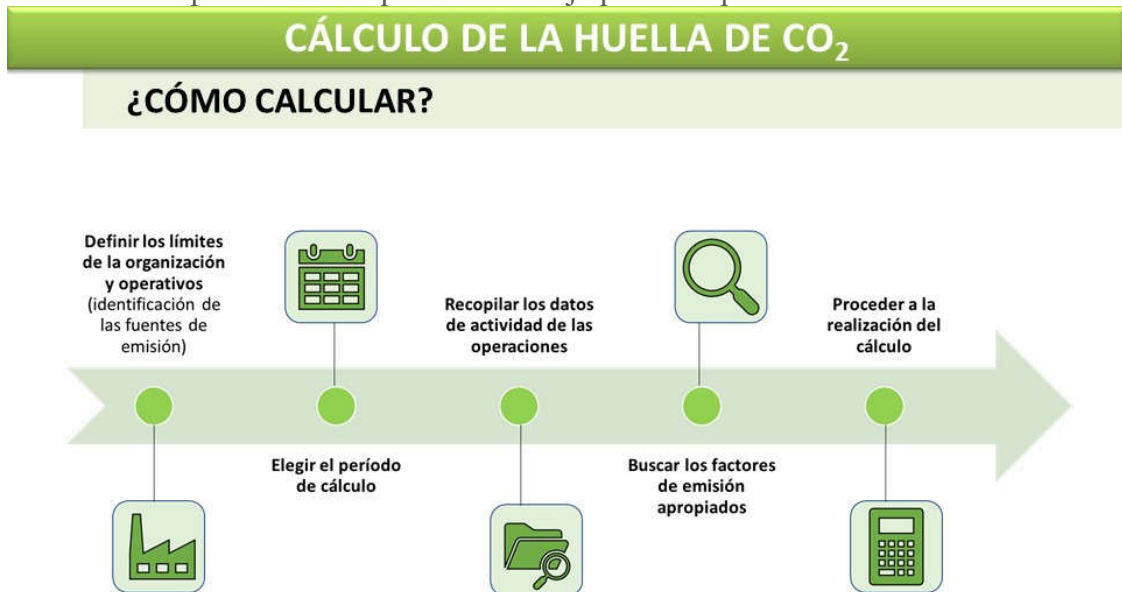 CÁLCULO DE LA HUELLA DE CO₂
¿CÓMO CALCULAR?
Definir los límites
de la organización
y operativos
(identificación de
las fuentes de
emisión)
Elegir el período
de cálculo
Recopilar los datos
de actividad de las
operaciones
Buscar los factores
de emisión
apropiados
Proceder a la
realización del
cálculo